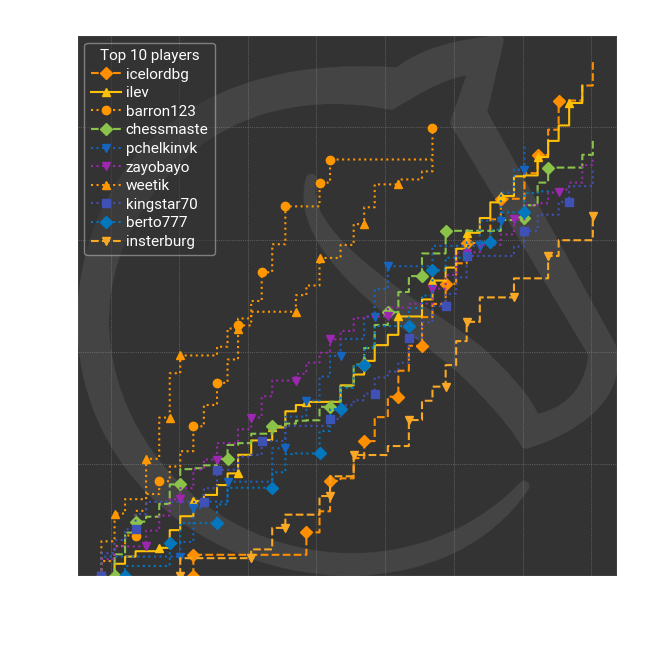 Top 10 players
icelordbg
ilev
barron123
chessmaste
pchelkinvk
zayobayo
weetik
kingstar70
berto777
insterburg